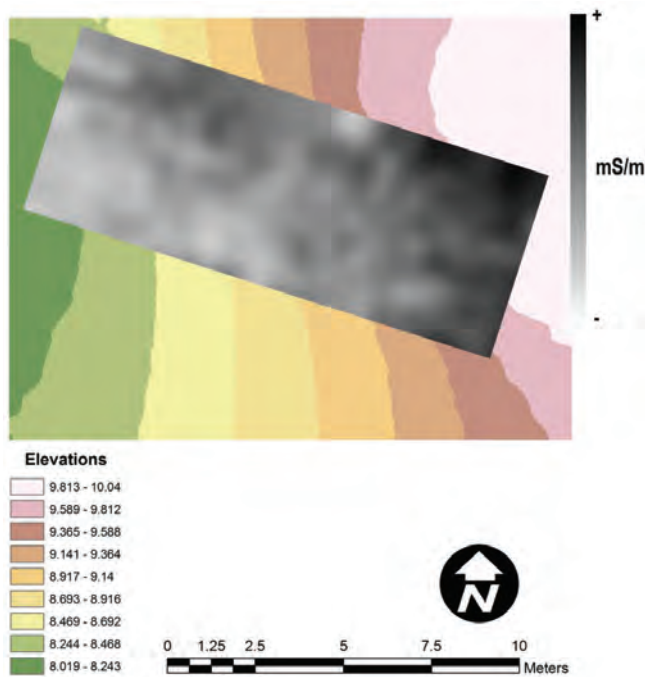 +
mS/m
-
Elevations
9.813 - 10.04
9.589 - 9.812
9.365 - 9.588
9.141 - 9.364
8.917 - 9.14
8.693 - 8.916
8.469 - 8.692
8.244 - 8.468
8.019 - 8.243
N
0 1.25 2.5 5 7.5 10
Meters